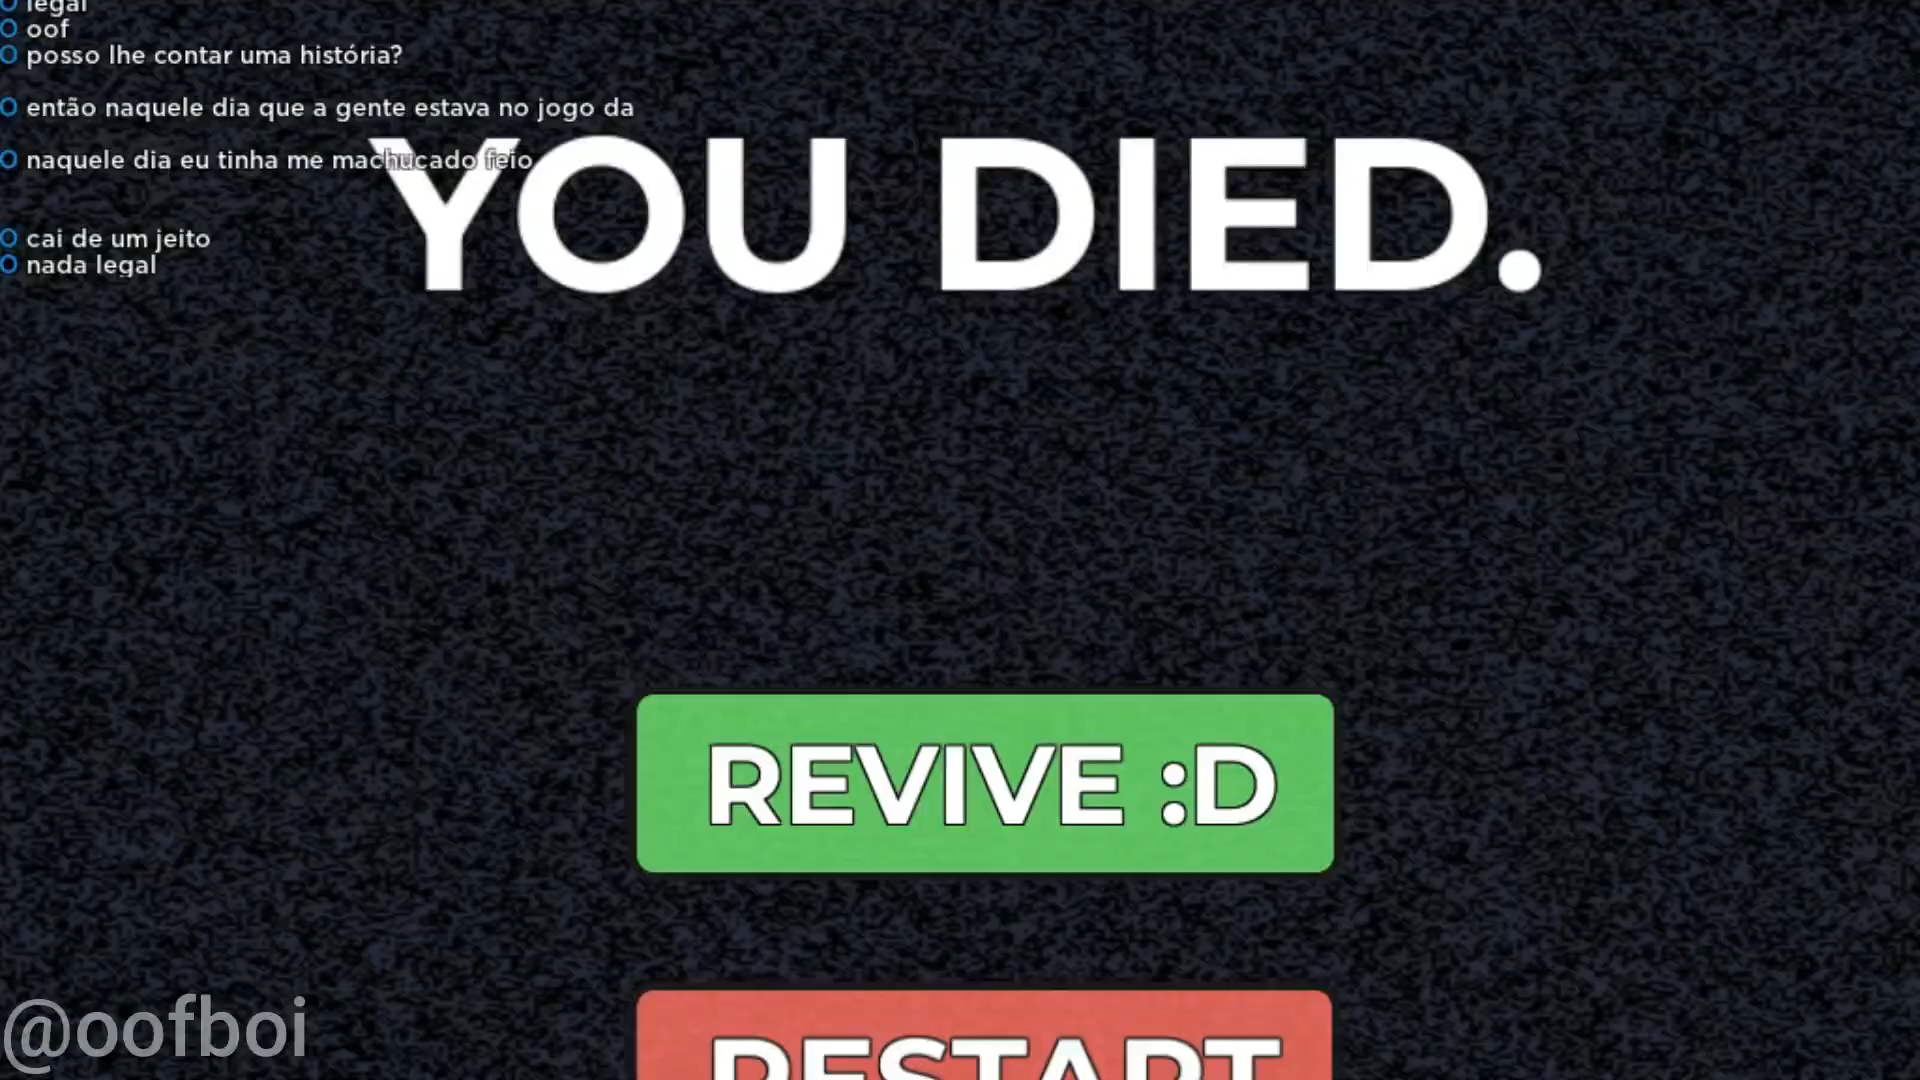 O legal
O oof
O posso lhe contar uma história?
O então naquele dia que a gente estava no jogo da
O naquele dia eu tinha me machucado feio
O cai de um jeito
O nada legal
YOU DIED.
REVIVE :D
RESTART
@oofboi